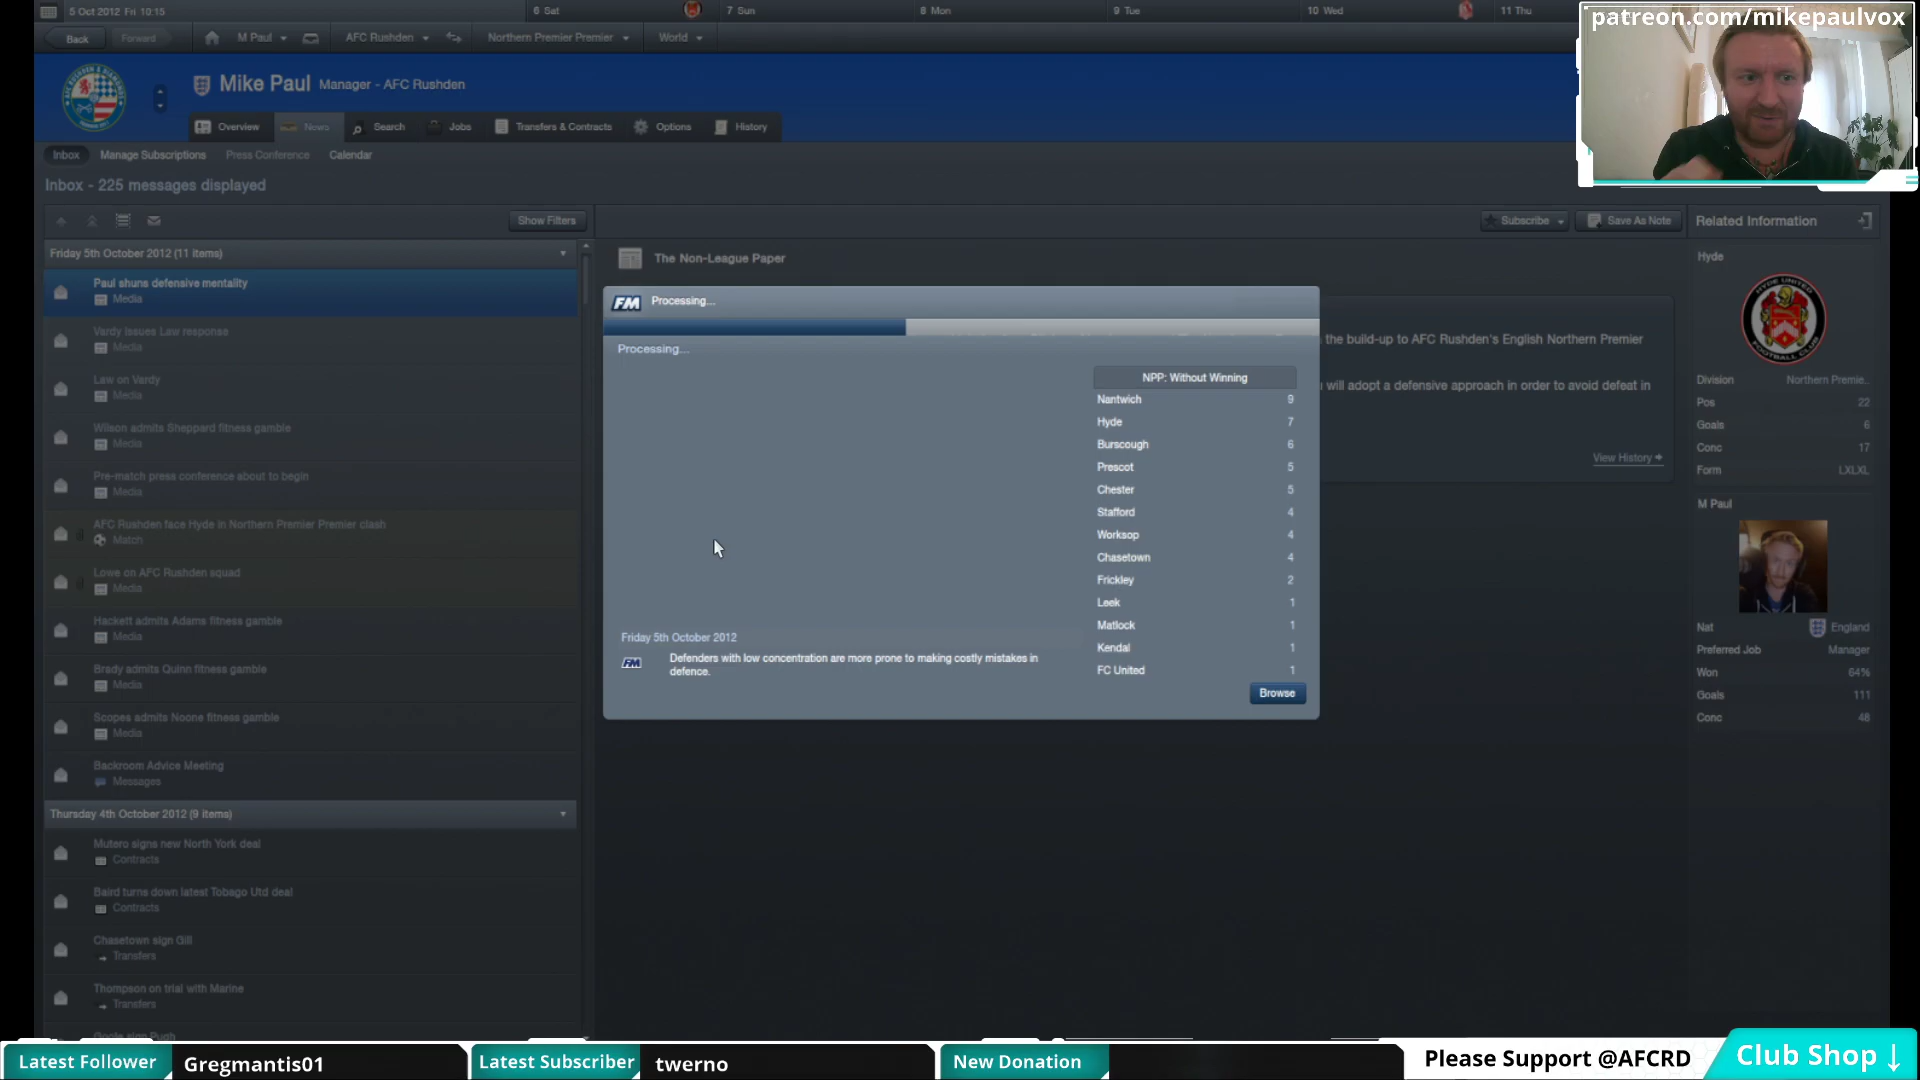 5 Oct 2012 Fri 10:15
6 Sat
7 Sun
8 Mon
9 Tue
10 Wed
11 Thu
patreon.com/mikepaulvox
Back
Forward
M Paul
AFC Rushden
Northern Premier Premier
World
Mike Paul Manager - AFC Rushden
Overview
News
Search
Jobs
Transfers & Contracts
Options
History
Inbox
Manage Subscriptions
Press Conference
Calendar
Inbox - 225 messages displayed
Show Filters
Subscribe
Save As Note
Related Information
Friday 5th October 2012 (11 items)
Paul shuns defensive mentality
Media
Vardy issues Law response
Media
Law on Vardy
Media
Wilson admits Sheppard fitness gamble
Media
Pre-match press conference about to begin
Media
AFC Rushden face Hyde in Northern Premier Premier clash
Match
Lowe on AFC Rushden squad
Media
Hackett admits Adams fitness gamble
Media
Brady admits Quinn fitness gamble
Media
Scopes admits Noone fitness gamble
Media
Backroom Advice Meeting
Messages
Thursday 4th October 2012 (9 items)
Mutero signs new North York deal
Contracts
Baird turns down latest Tobago Utd deal
Contracts
Chasetown sign Gill
Transfers
Thompson on trial with Marine
Transfers
Goole sign Pugh
The Non-League Paper
the build-up to AFC Rushden's English Northern Premier
will adopt a defensive approach in order to avoid defeat in
View History
FM Processing...
Processing...
NPP: Without Winning
Nantwich 9
Hyde 7
Burscough 6
Prescot 5
Chester 5
Stafford 4
Worksop 4
Chasetown 4
Frickley 2
Leek 1
Matlock 1
Kendal 1
FC United 1
Friday 5th October 2012
FM Defenders with low concentration are more prone to making costly mistakes in
defence.
Browse
Hyde
HYDE UNITED
FOOTBALL CLUB
Division Northern Premie..
Pos 22
Goals 6
Conc 17
Form LXLXL
M Paul
Nat England
Preferred Job Manager
Won 64%
Goals 111
Conc 48
Latest Follower Gregmantis01
Latest Subscriber twerno
New Donation
Please Support @AFCRD
Club Shop ↓